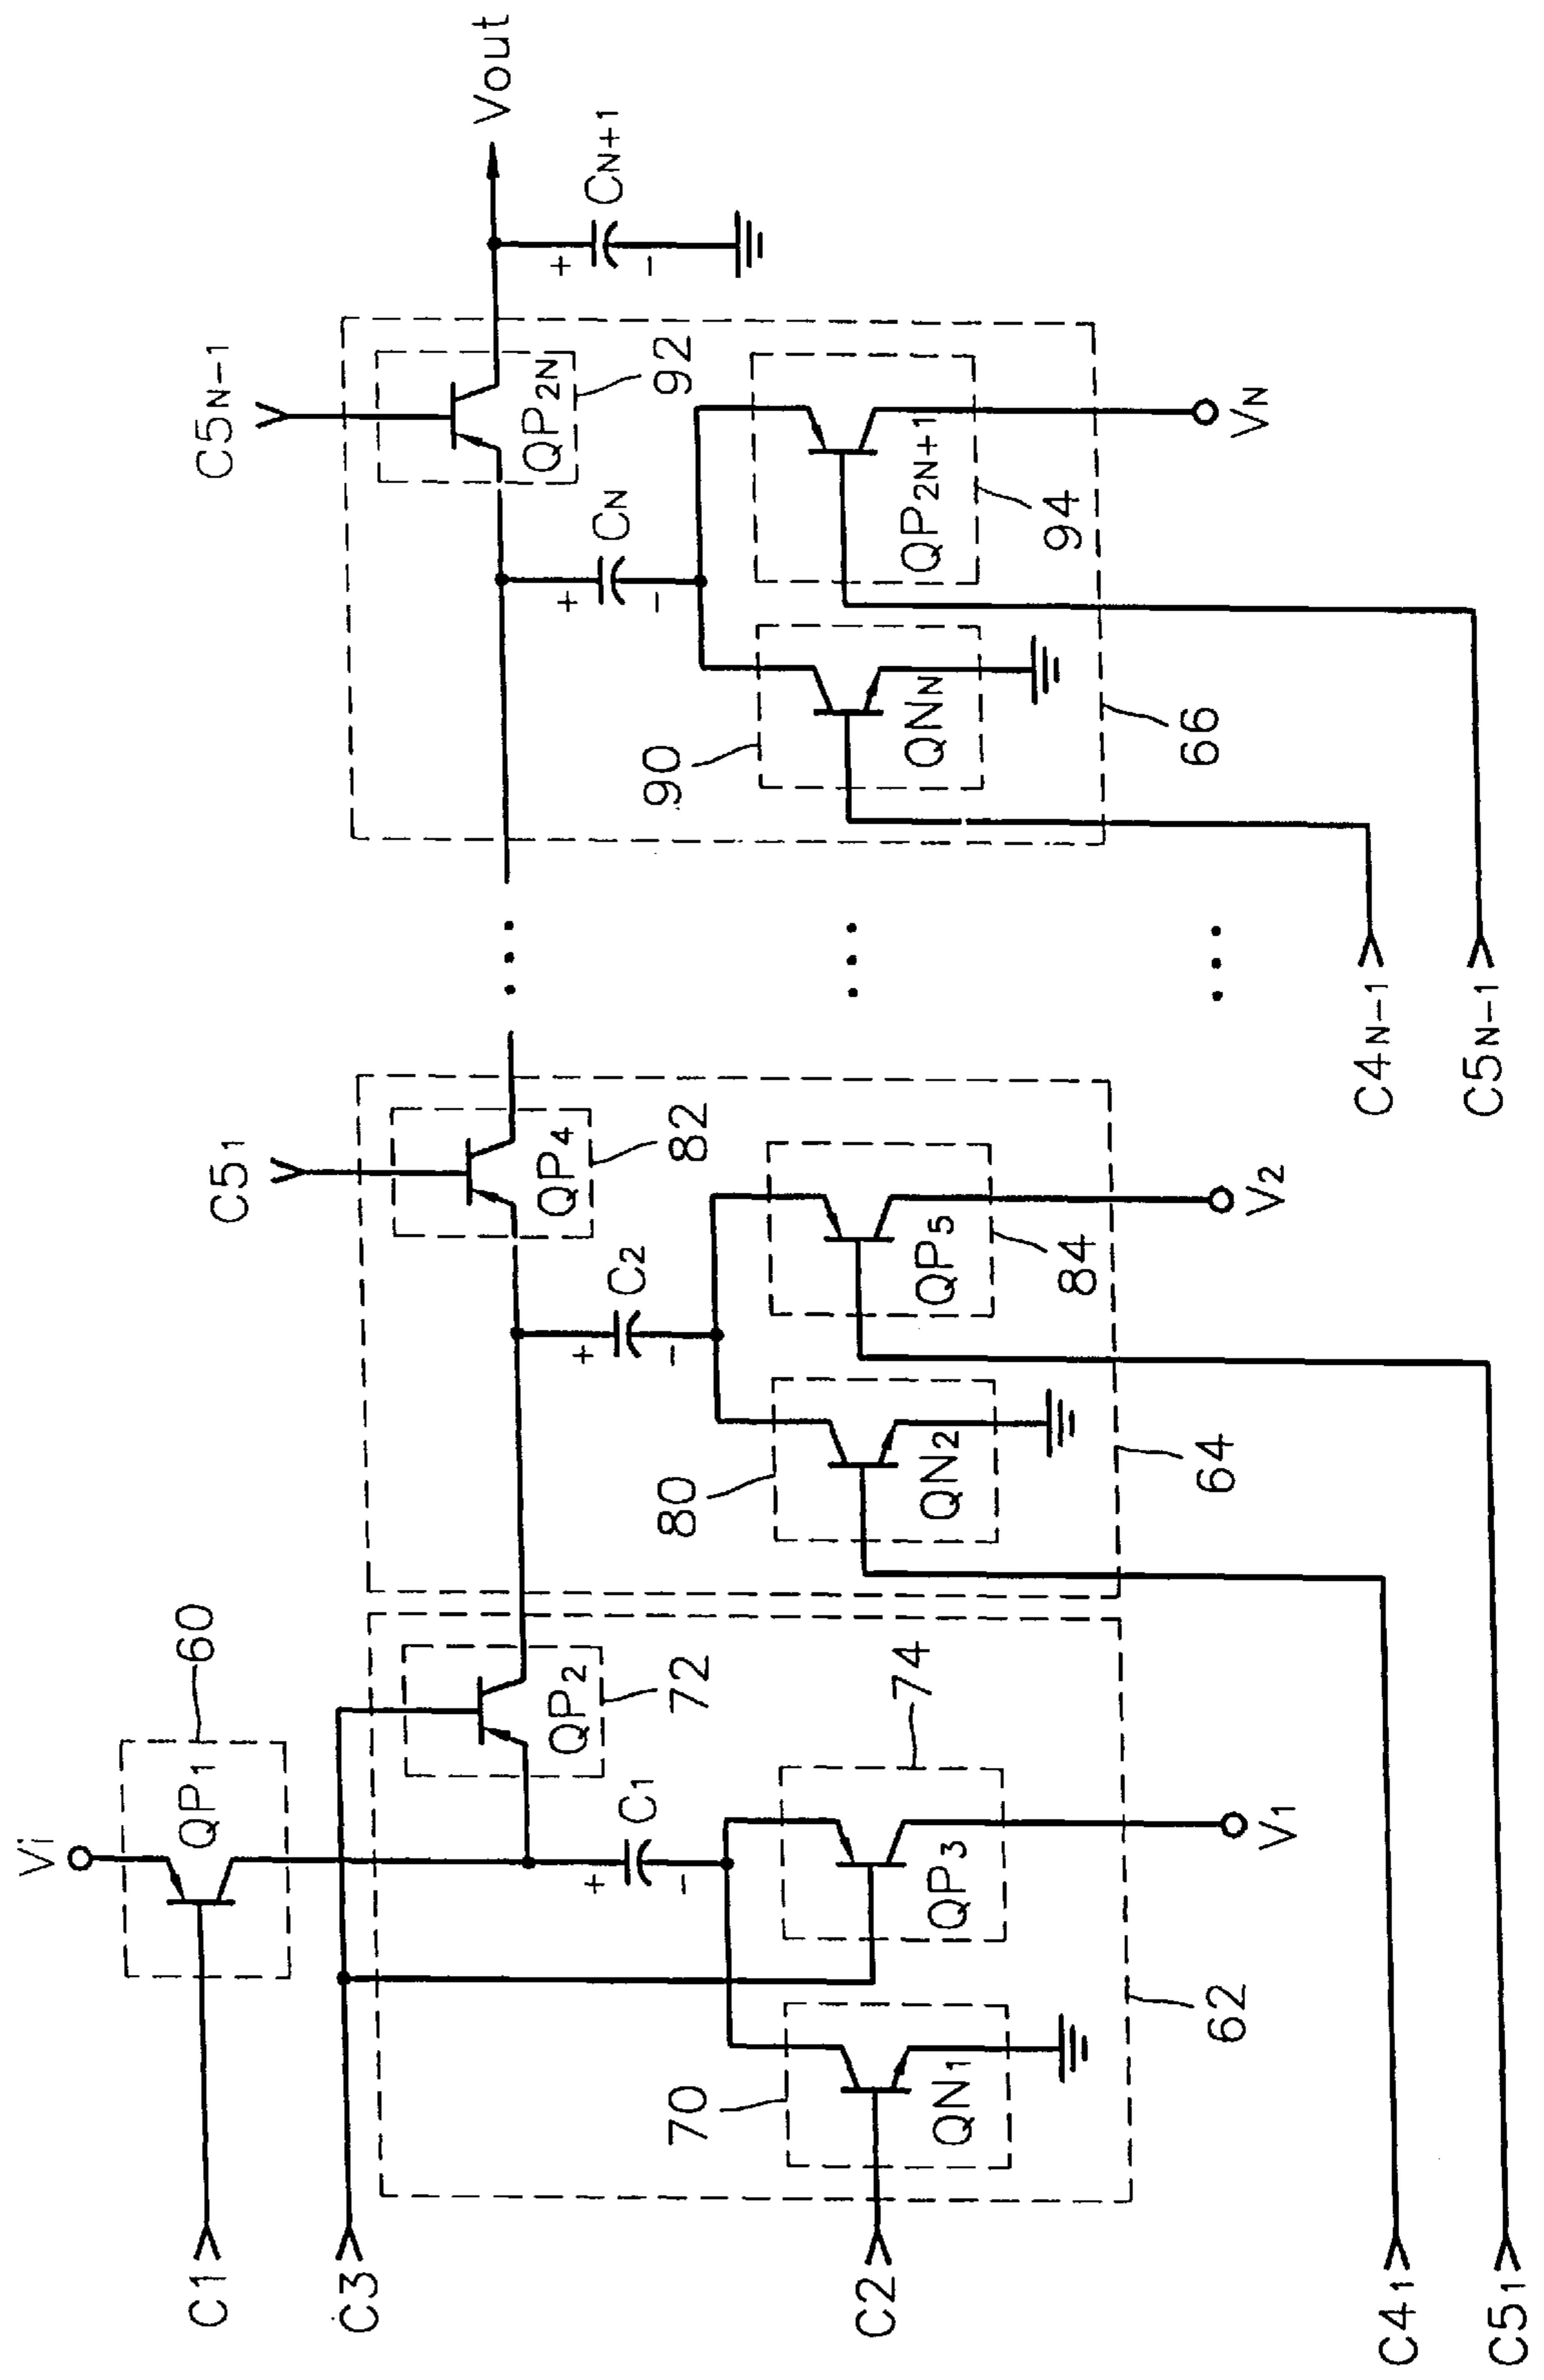 Vi
QP1
60
C1
C3
C2
C41
C51
QP2
72
C1
+
-
QP3
74
V1
QN1
70
62
C51
QP4
82
C2
+
-
QP5
84
V2
QN2
80
64
...
...
...
C4N-1
C5N-1
C5N-1
QP2N
92
CN
+
-
QP2N+1
94
VN
QNN
90
66
Vout
CN+1
+
-